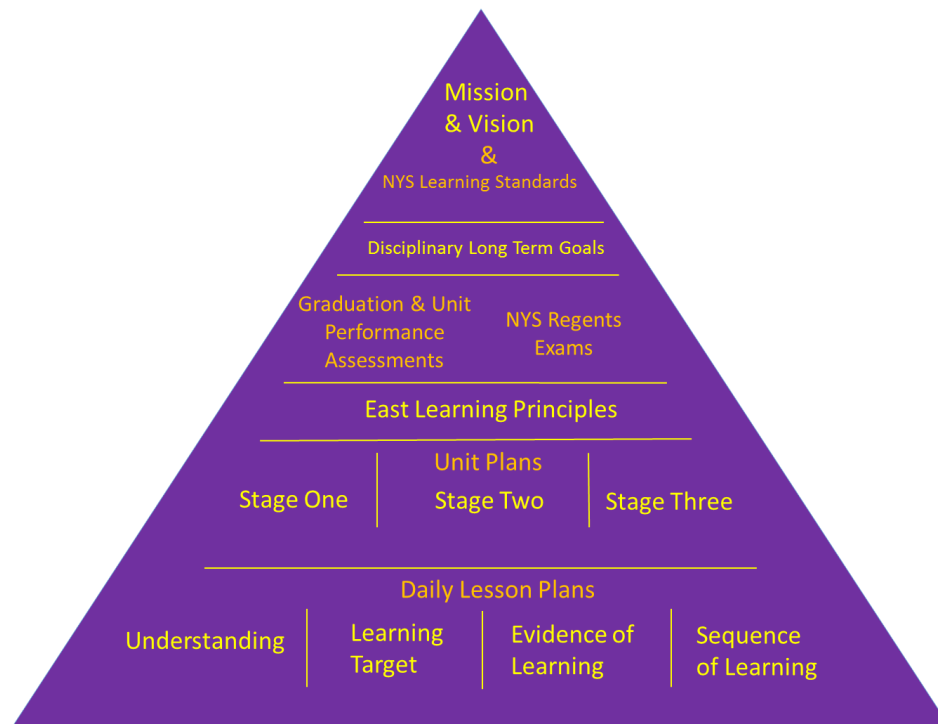 Mission
& Vision
&
NYS Learning Standards
Disciplinary Long Term Goals
Graduation & Unit
Performance
Assessments
NYS Regents
Exams
East Learning Principles
Unit Plans
Stage One
Stage Two
Stage Three
Daily Lesson Plans
Understanding
Learning
Target
Evidence of
Learning
Sequence
of Learning